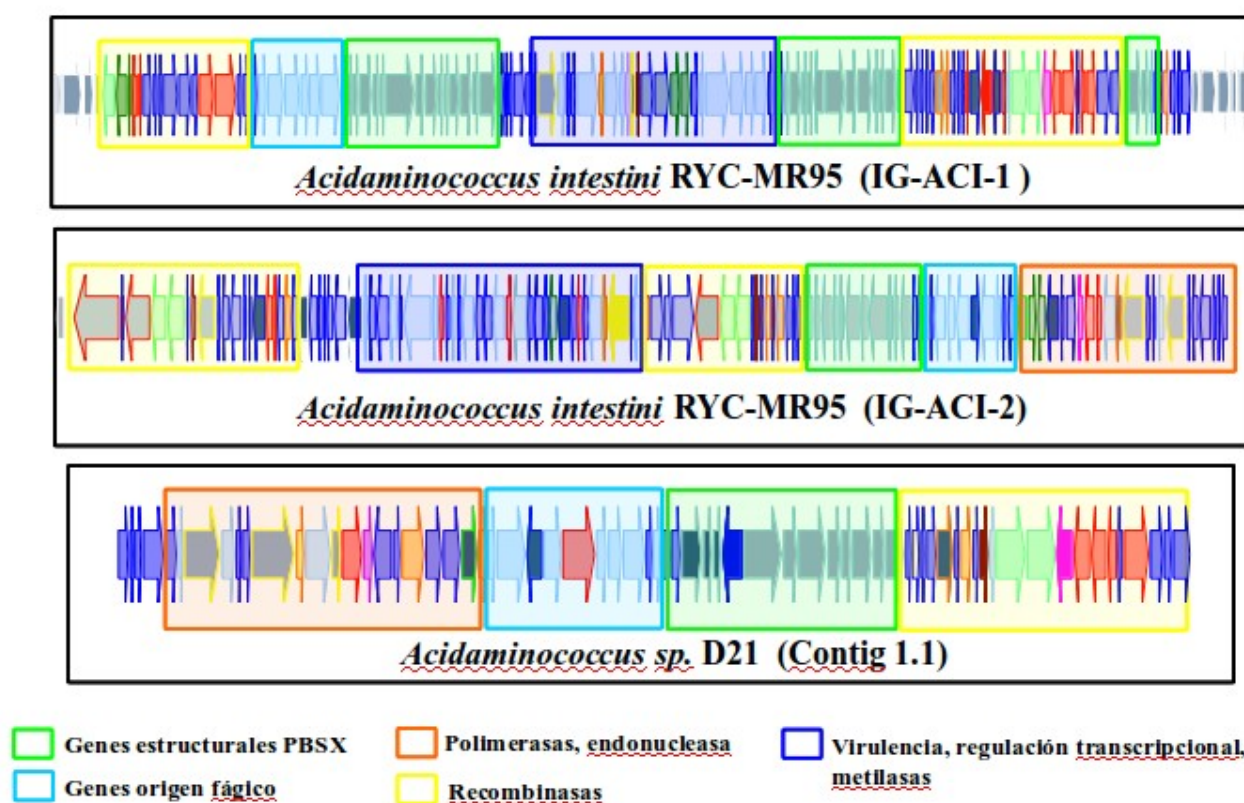 Acidaminococcus intestini RYC-MR95 (IG-ACI-1 )
Acidaminococcus intestini RYC-MR95 (IG-ACI-2)
Acidaminococcus sp. D21 (Contig 1.1)
Genes estructurales PBSX
Polimerasas, endonucleasa
Virulencia, regulación transcripcional,
metilasas
Genes origen fágico
Recombinasas